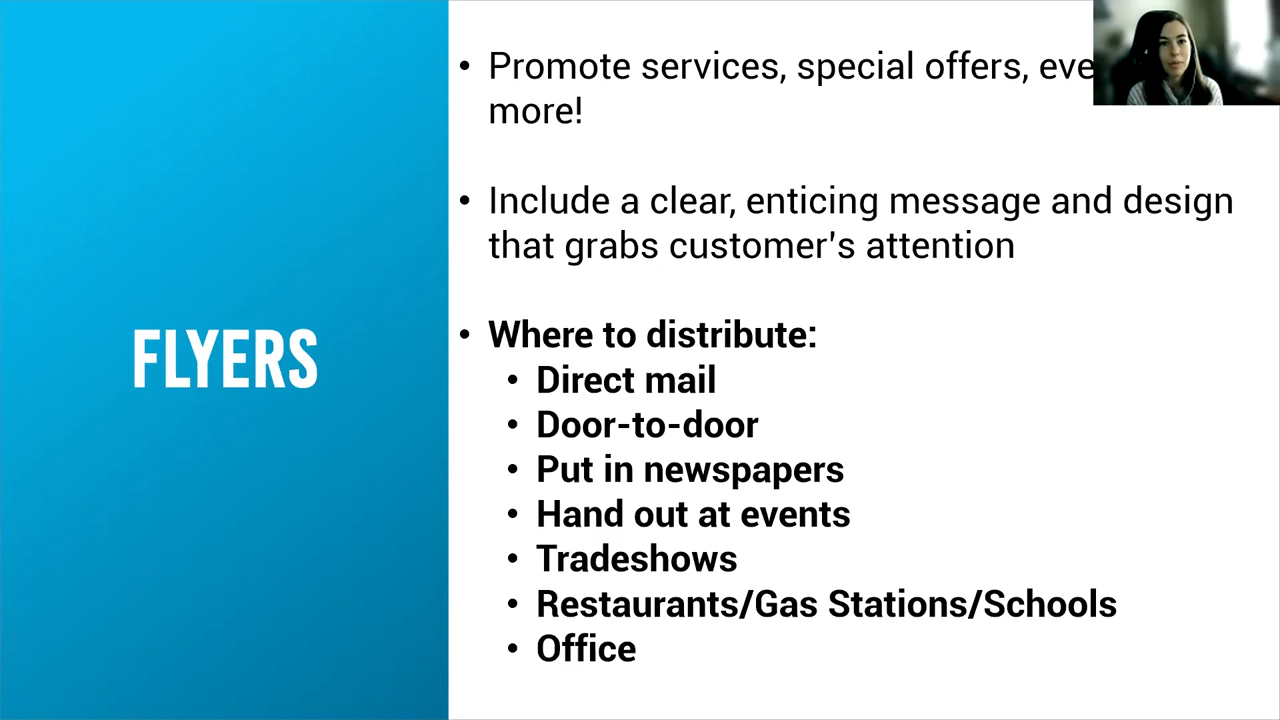 FLYERS
• Promote services, special offers,
more!
• Include a clear, enticing message and design
that grabs customer's attention
• Where to distribute:
• Direct mail
• Door-to-door
• Put in newspapers
• Hand out at events
• Tradeshows
• Restaurants/Gas Stations/Schools
• Office